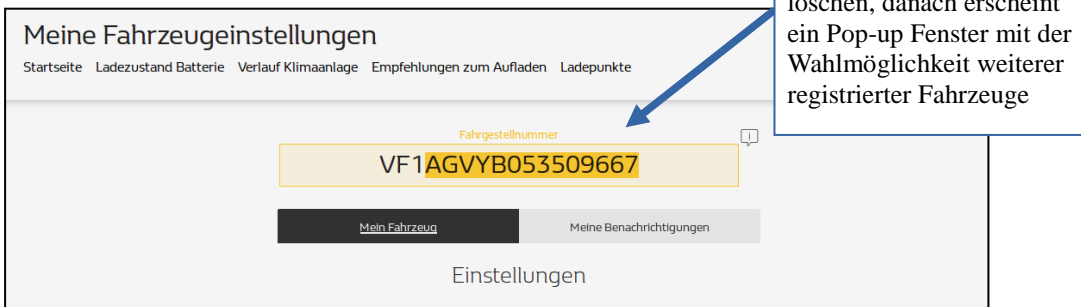 löschen, danach erscheint
ein Pop-up Fenster mit der
Wahlmöglichkeit weiterer
registrierter Fahrzeuge
Meine Fahrzeugeinstellungen
Startseite Ladezustand Batterie Verlauf Klimaanlage Empfehlungen zum Aufladen Ladepunkte
Fahrgestellnummer
VF1AGVYB053509667
Mein Fahrzeug Meine Benachrichtigungen
Einstellungen